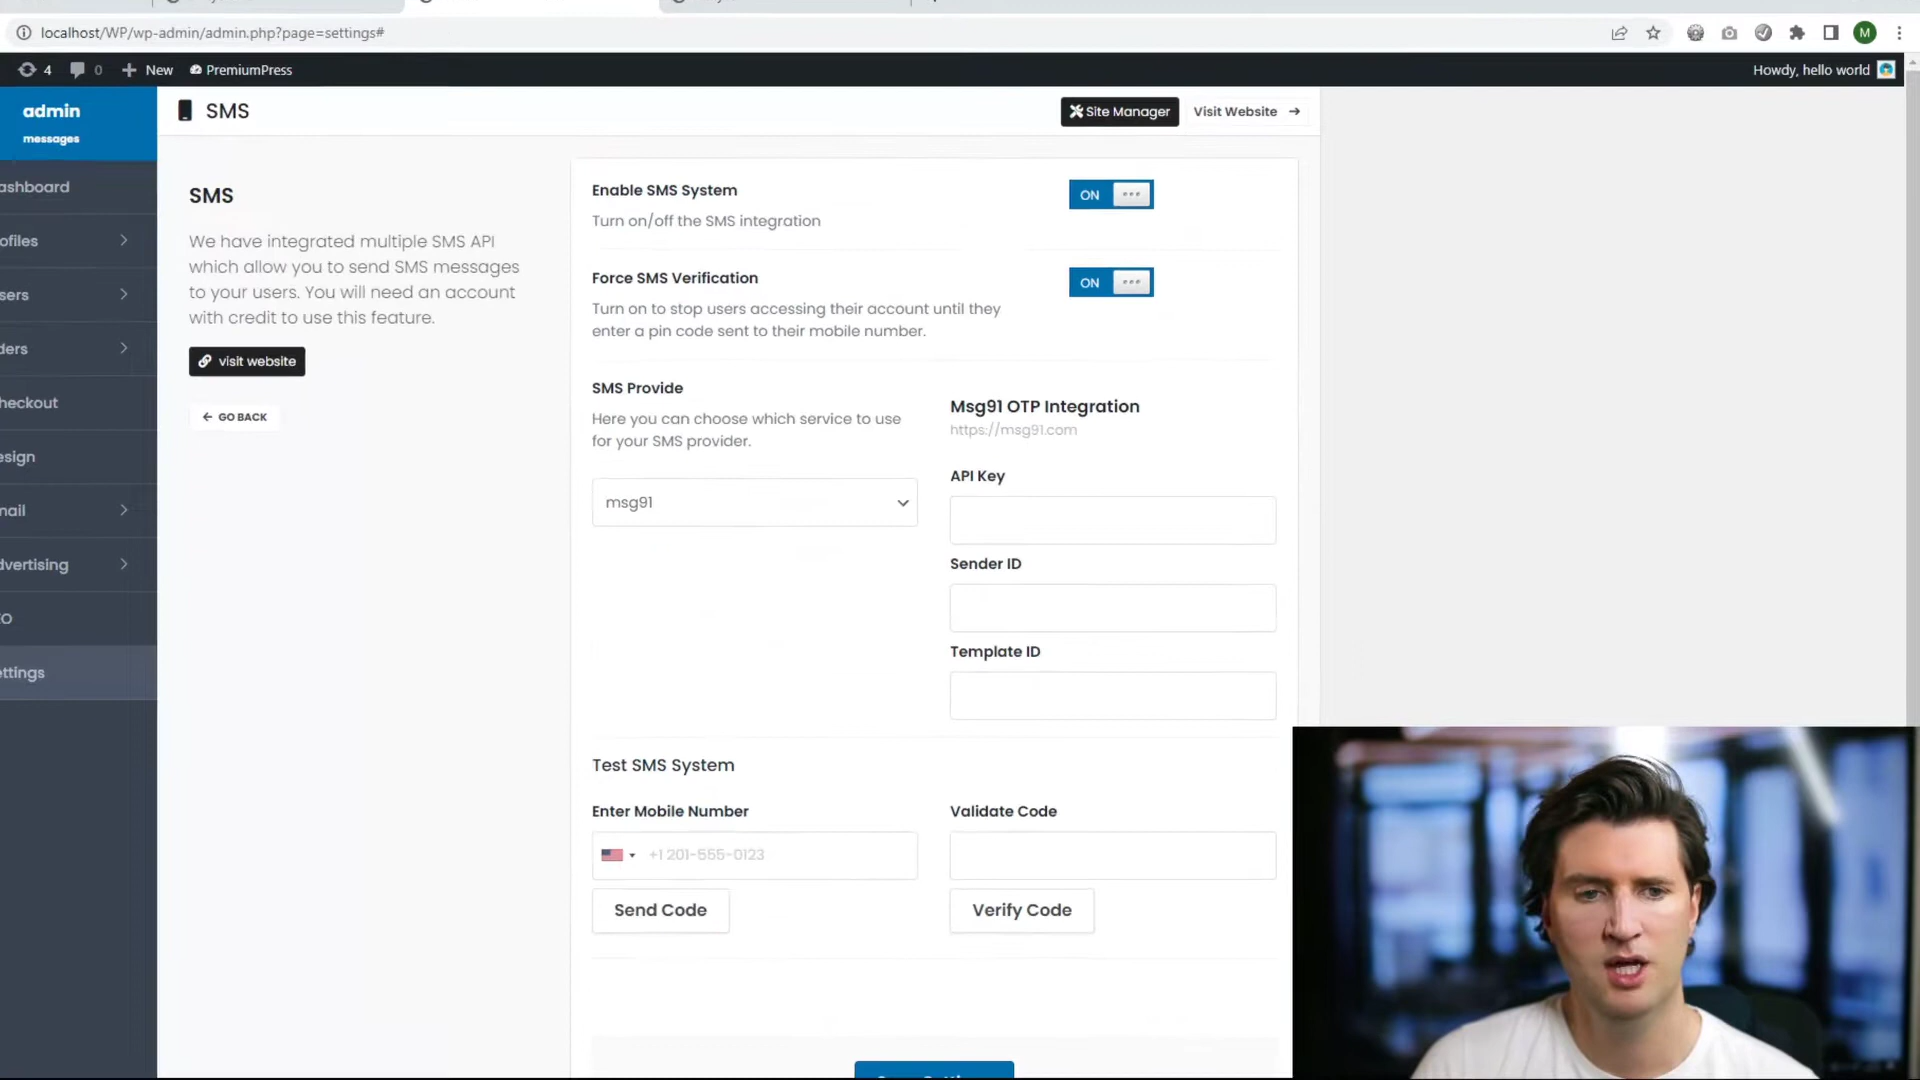 localhost/WP/wp-admin/admin.php?page=settings#
M
4
0
New
PremiumPress
Howdy, hello world
admin
messages
SMS
Site Manager
Visit Website
ashboard
ofiles
sers
ders
heckout
esign
mail
dvertising
EO
ettings
SMS
We have integrated multiple SMS API
which allow you to send SMS messages
to your users. You will need an account
with credit to use this feature.
visit website
GO BACK
Enable SMS System
Turn on/off the SMS integration
ON
Force SMS Verification
Turn on to stop users accessing their account until they
enter a pin code sent to their mobile number.
ON
SMS Provide
Here you can choose which service to use
for your SMS provider.
msg91
Msg91 OTP Integration
https://msg91.com
API Key
Sender ID
Template ID
Test SMS System
Enter Mobile Number
+1 201-555-0123
Send Code
Validate Code
Verify Code